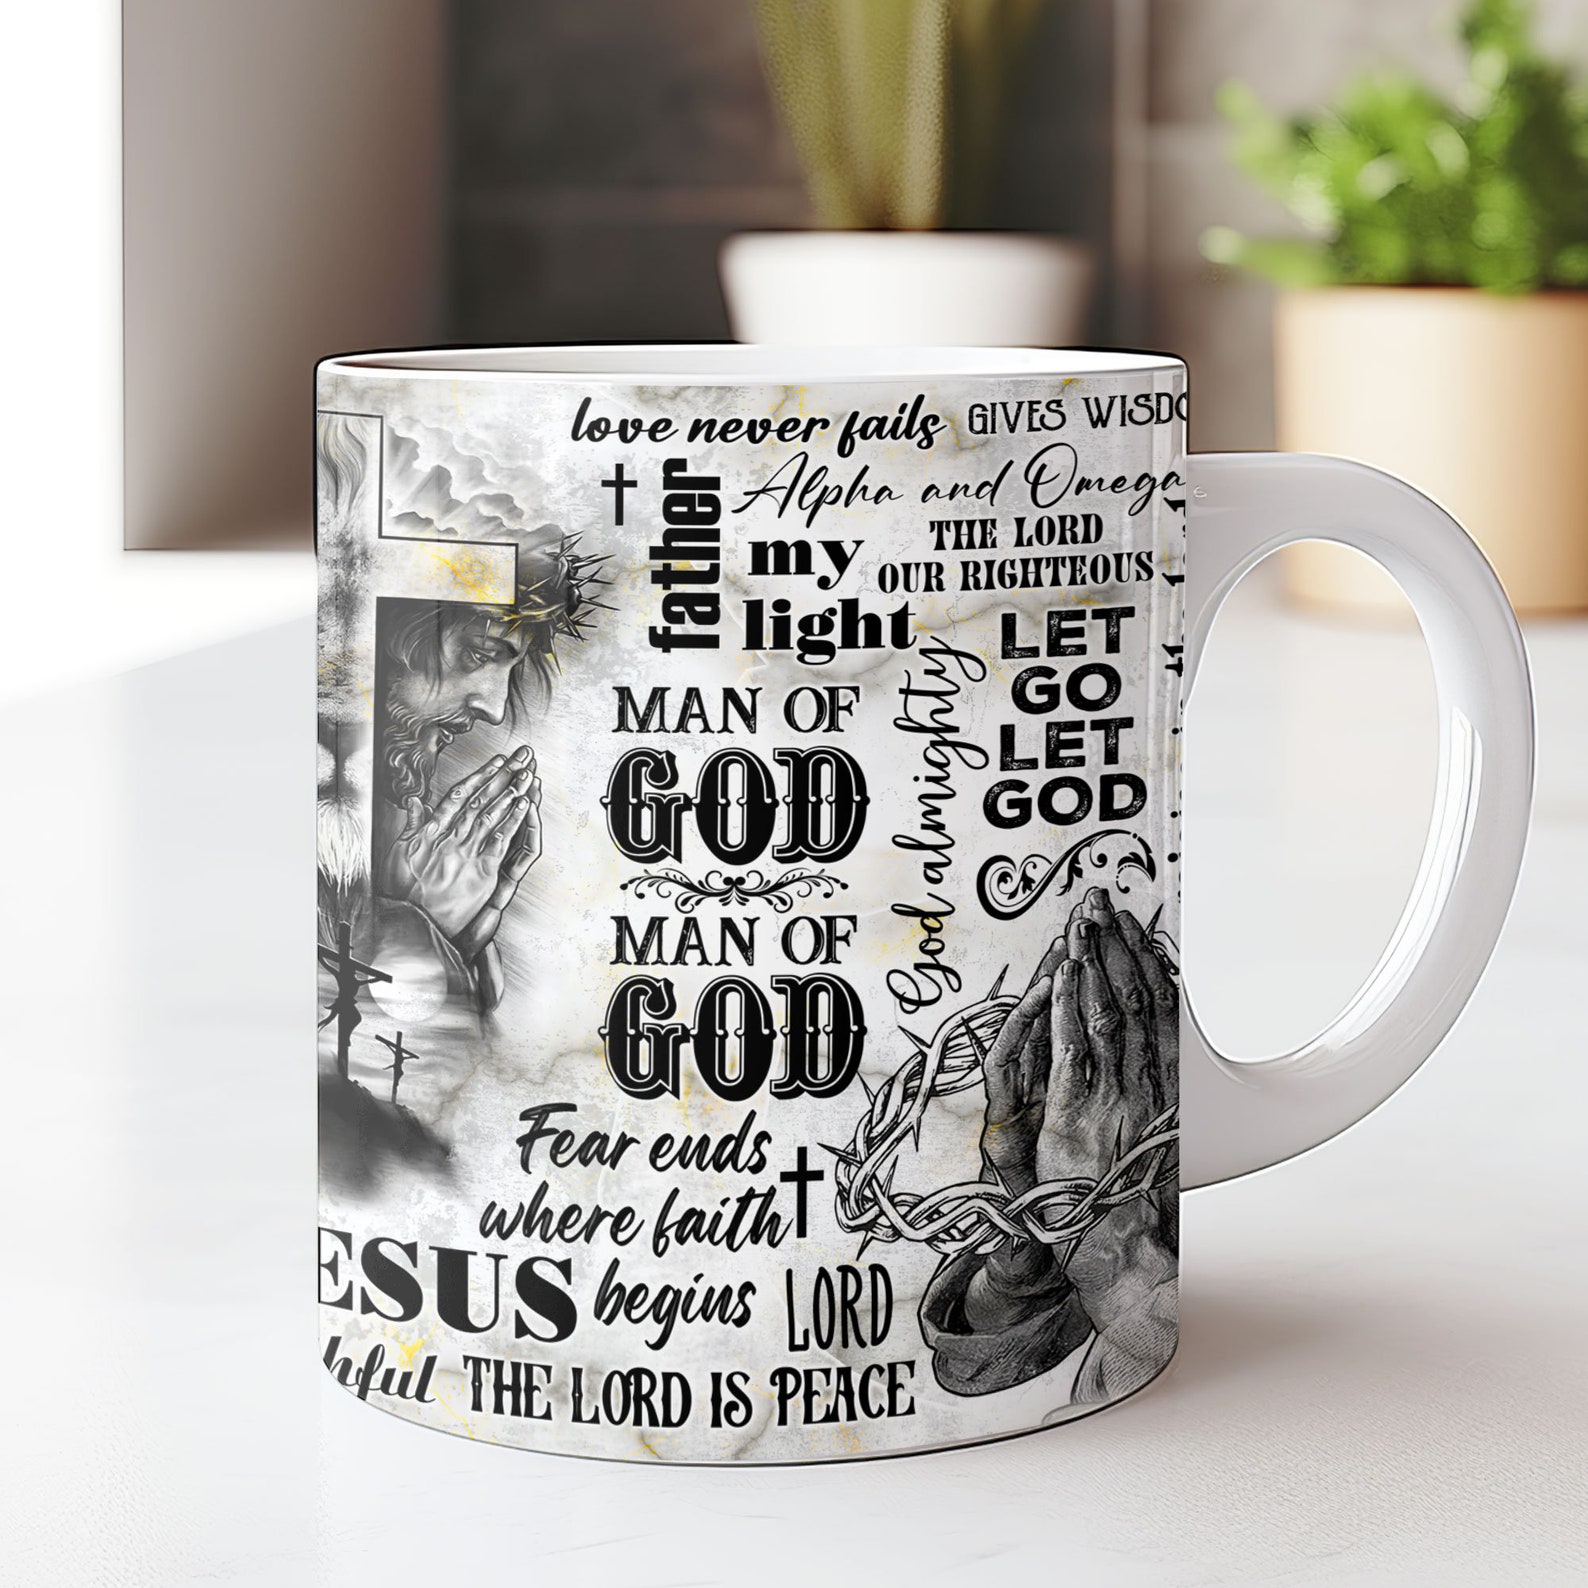 love never fails
GIVES WISDO
father
Alpha and Omega
my
light
THE LORD
OUR RIGHTEOUS
LET
GO
LET
GOD
God almighty
MAN OF
GOD
MAN OF
GOD
Fear ends
where faith
begins
ESUS
LORD
hful
THE LORD IS PEACE